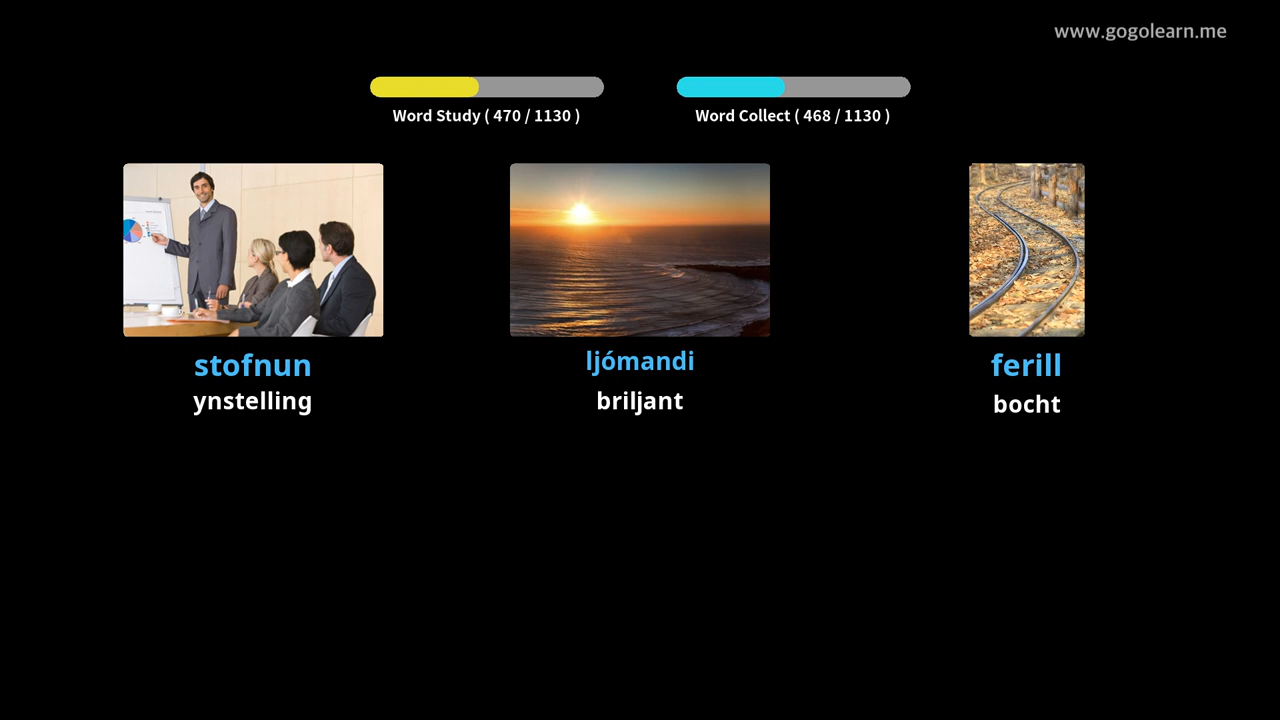 www.gogolearn.me
Word Study ( 470 / 1130 )
Word Collect ( 468 / 1130 )
stofnun
ljómandi
ferill
ynstelling
briljant
bocht